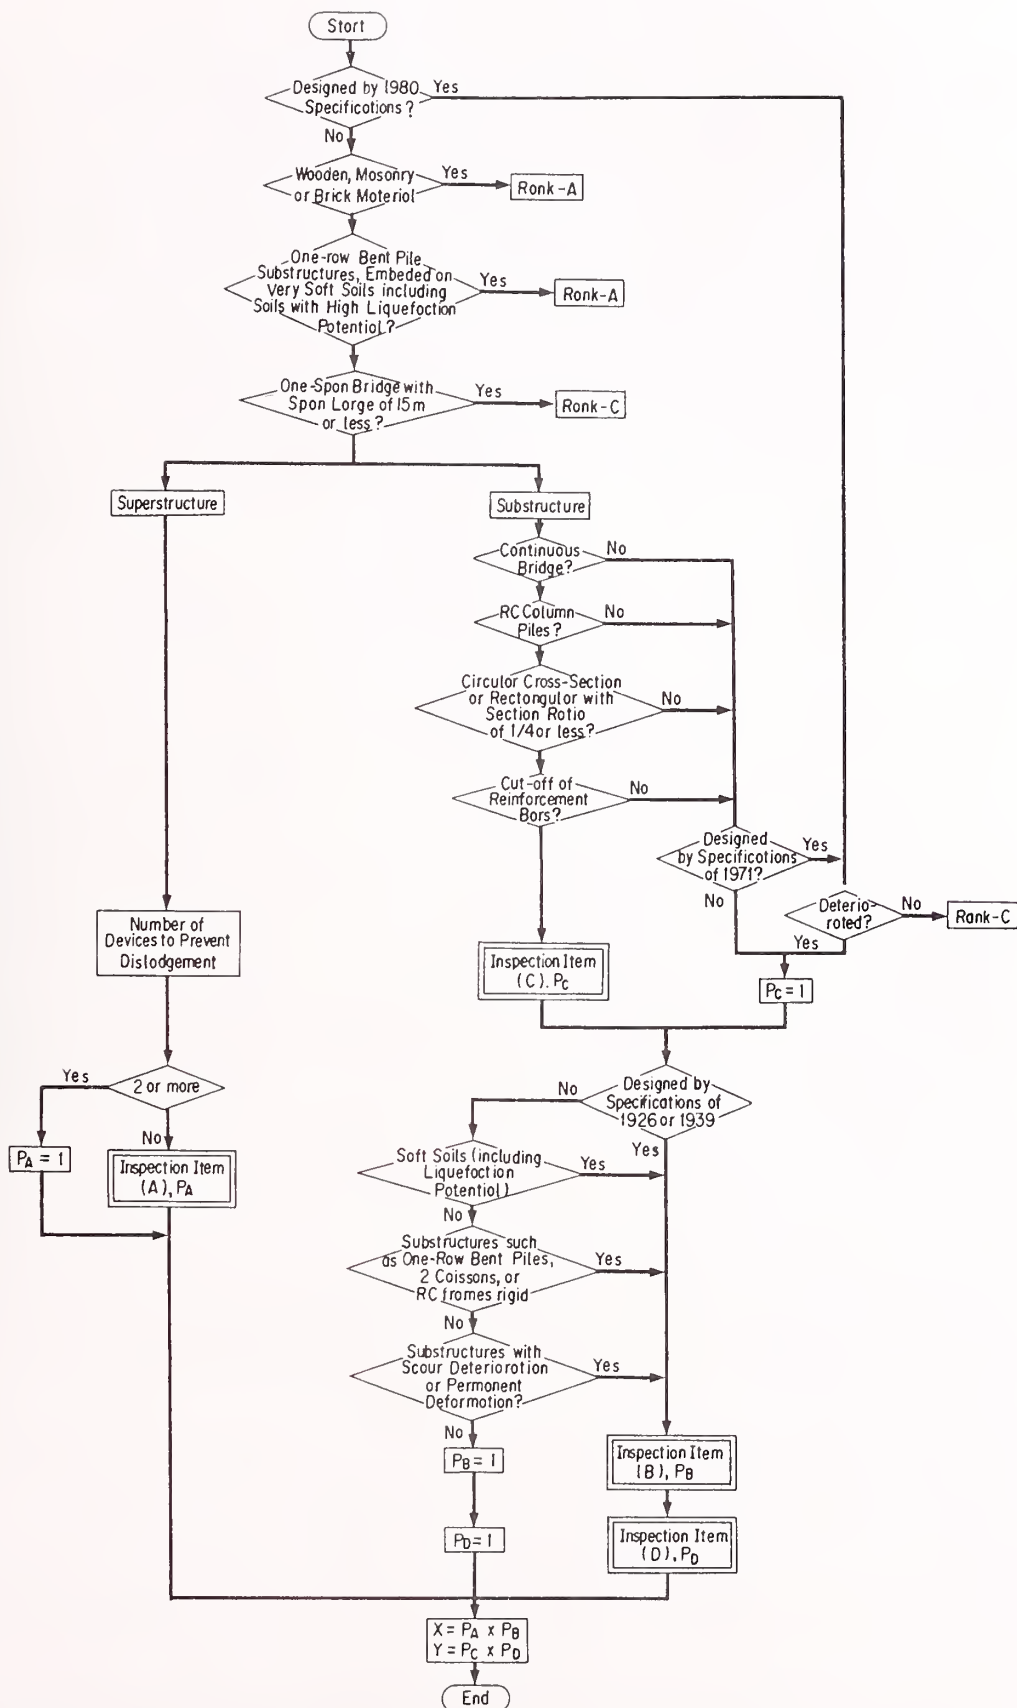 Stort
Designed by 1980
Specifictions?
Yes
No
Wooden, Mosonry
or Brick Moteriol
Yes
Ronk-A
One-row Bent Pile
Substructures, Embeded on
Very Soft Soils including
Soils with High Liquefoction
Potentiol?
Yes
Ronk-A
One-Spon Bridge with
Spon Lorge of 15m
or less?
Yes
Ronk-C
Superstructure
Substructure
Continuous
Bridge?
No
RC Column
Piles?
No
Circulor Cross-Section
or Rectongulor with
Section Rotio
of 1/4 or less?
No
Cut-off of
Reinforcement
Bors?
No
Designed
by Specifications
of 1971?
Yes
No
Deterio-
roted?
No
Rank-C
Yes
Number of
Devices to Prevent
Dislodgement
Inspection Item
(C). PC
PC = 1
2 or more
Yes
No
PA = 1
Inspection Item
(A), PA
Designed by
Specifications of
1926 or 1939
No
Yes
Soft Soils (including
Liquefoction
Potentiol)
Yes
No
Substructures such
as One-Row Bent Piles,
2 Coissons, or
RC fromes rigid
Yes
No
Substructures with
Scour Deteriorotion
or Permonent
Deformotion?
Yes
No
PB = 1
Inspection Item
(B), PB
PD = 1
Inspection Item
(D), PD
X = PA x PB
Y = PC x PD
End